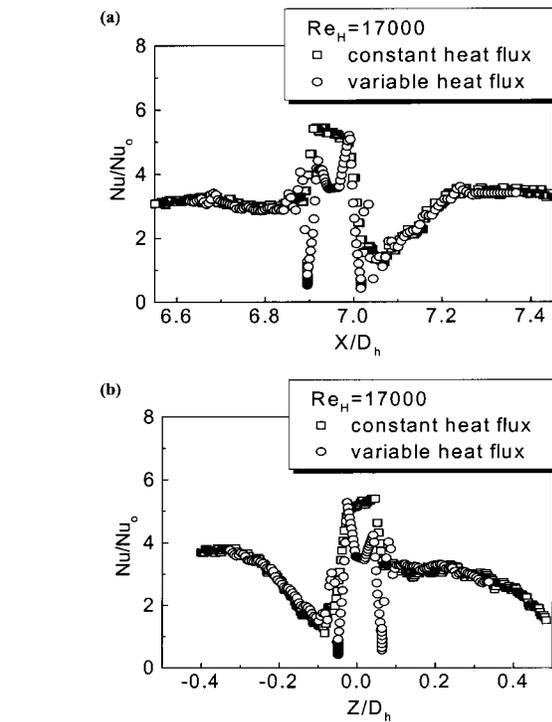 (a)
Re_H=17000
constant heat flux
variable heat flux
8
6
4
2
0
Nu/Nu_o
6.6 6.8 7.0 7.2 7.4
X/D_h
(b)
Re_H=17000
constant heat flux
variable heat flux
8
6
4
2
0
Nu/Nu_o
-0.4 -0.2 0.0 0.2 0.4
Z/D_h